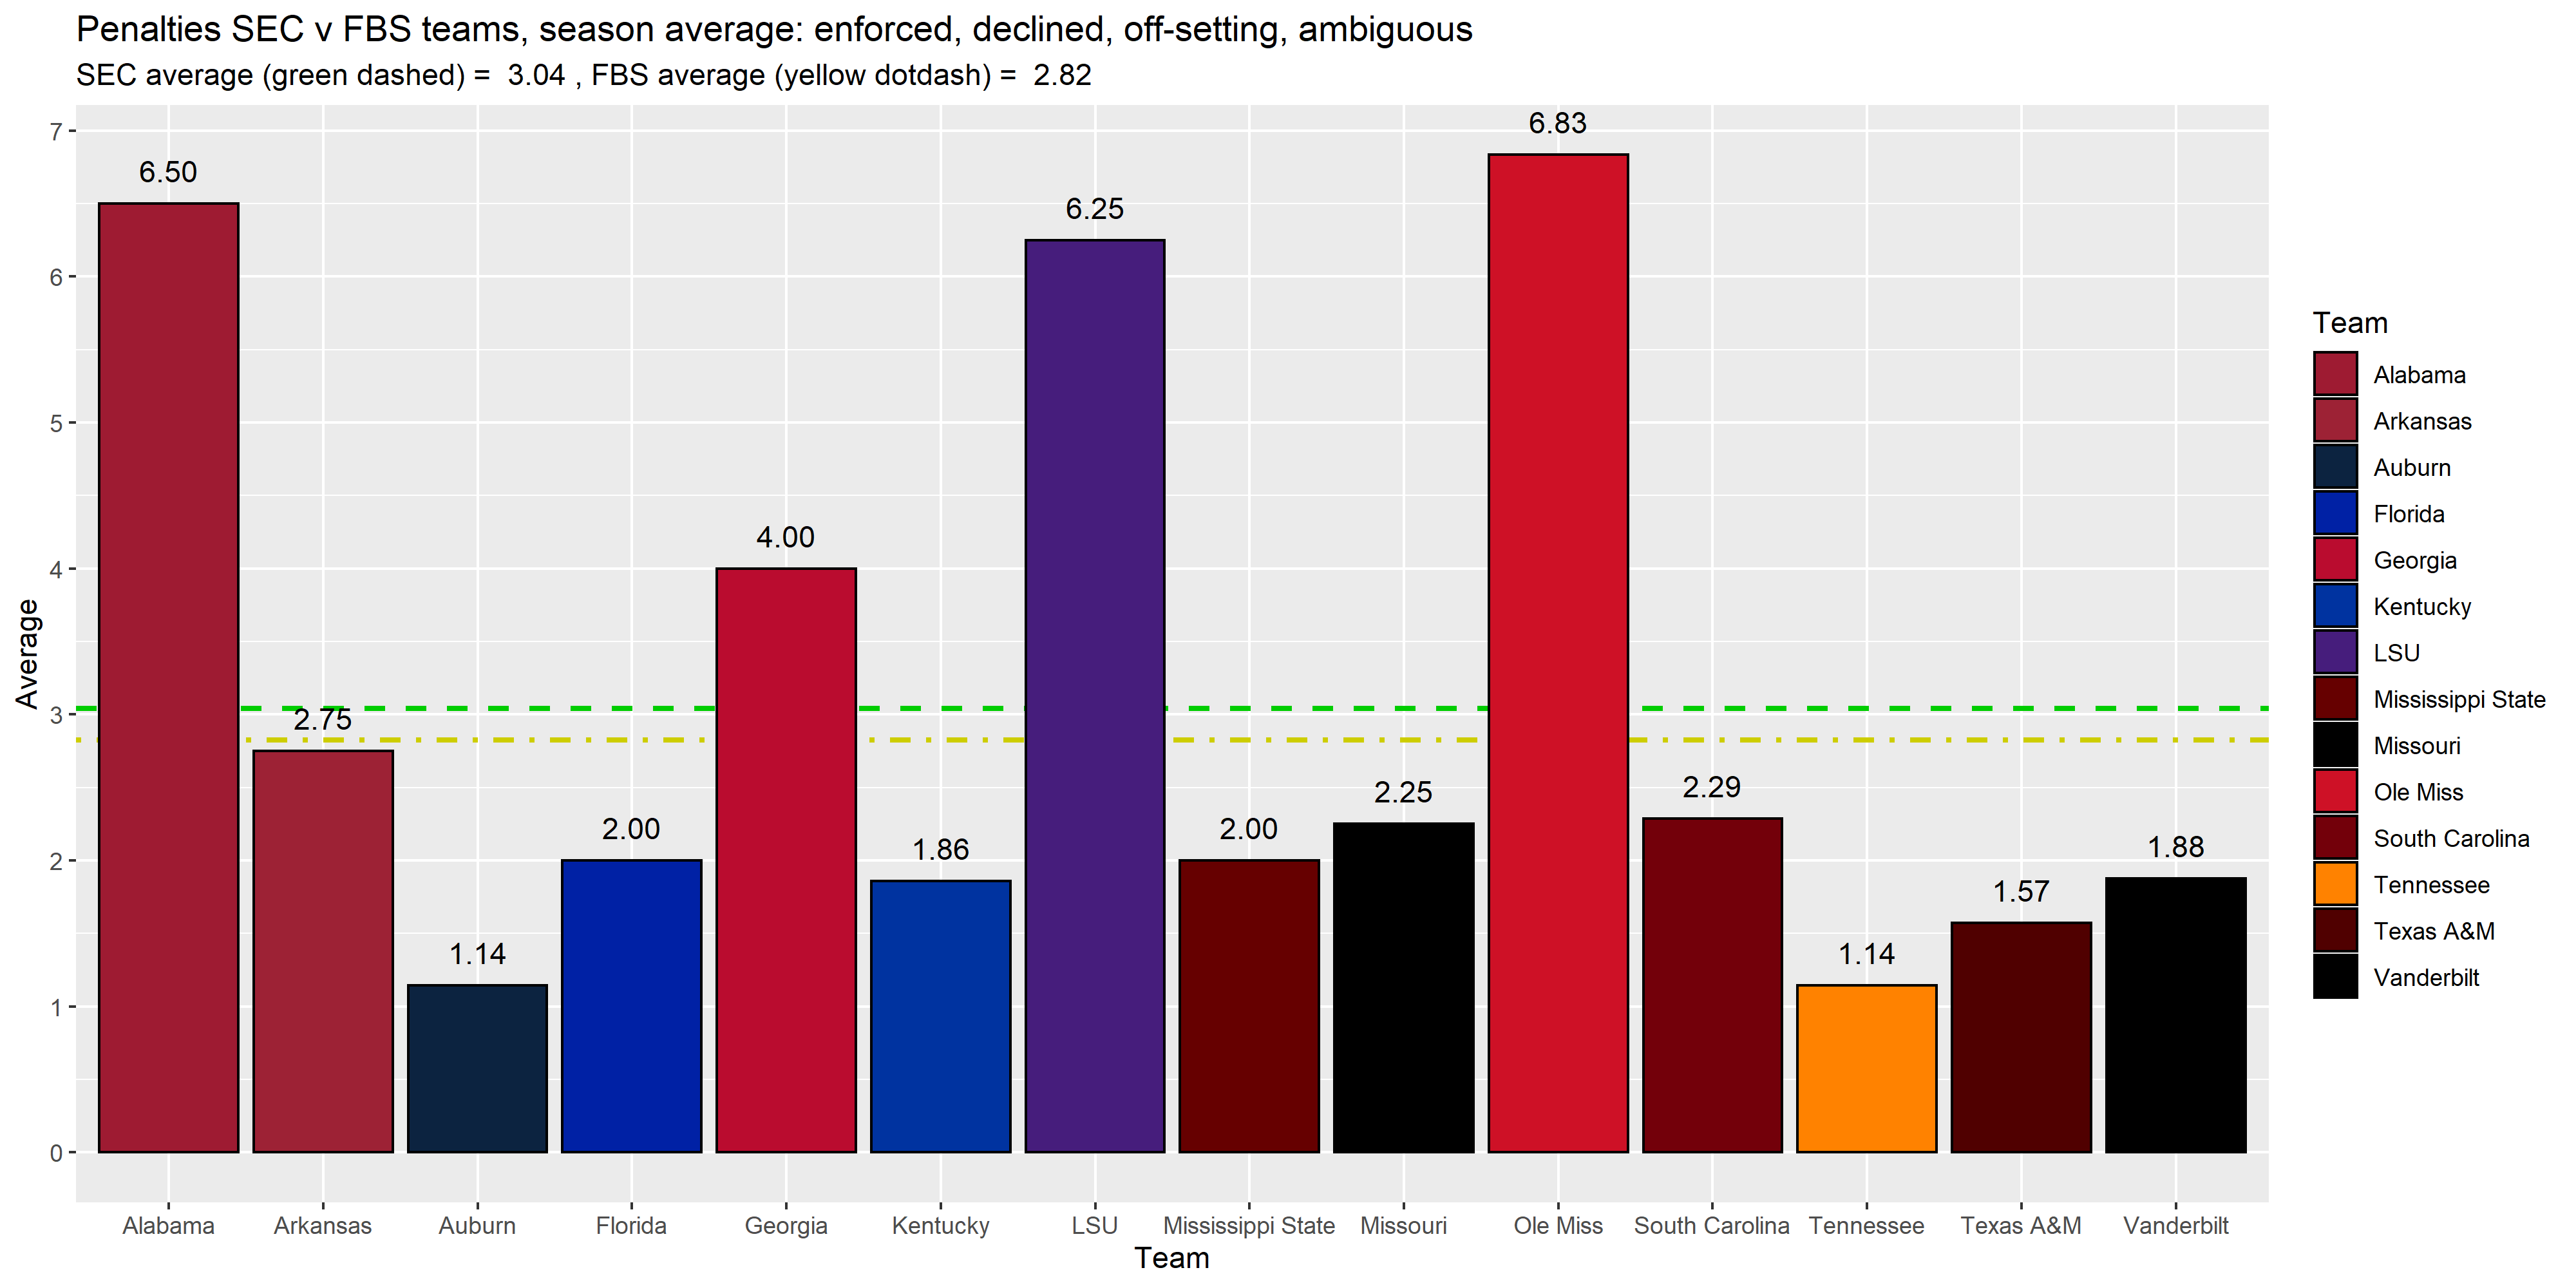 Penalties SEC v FBS teams, season average: enforced, declined, off-setting, ambiguous
SEC average (green dashed) =  3.04 , FBS average (yellow dotdash) =  2.82
Average
7
6
5
4
3
2
1
0
6.50
2.75
1.14
2.00
4.00
1.86
6.25
2.00
2.25
6.83
2.29
1.14
1.57
1.88
Alabama
Arkansas
Auburn
Florida
Georgia
Kentucky
LSU
Mississippi State
Missouri
Ole Miss
South Carolina
Tennessee
Texas A&M
Vanderbilt
Team
Team
Alabama
Arkansas
Auburn
Florida
Georgia
Kentucky
LSU
Mississippi State
Missouri
Ole Miss
South Carolina
Tennessee
Texas A&M
Vanderbilt